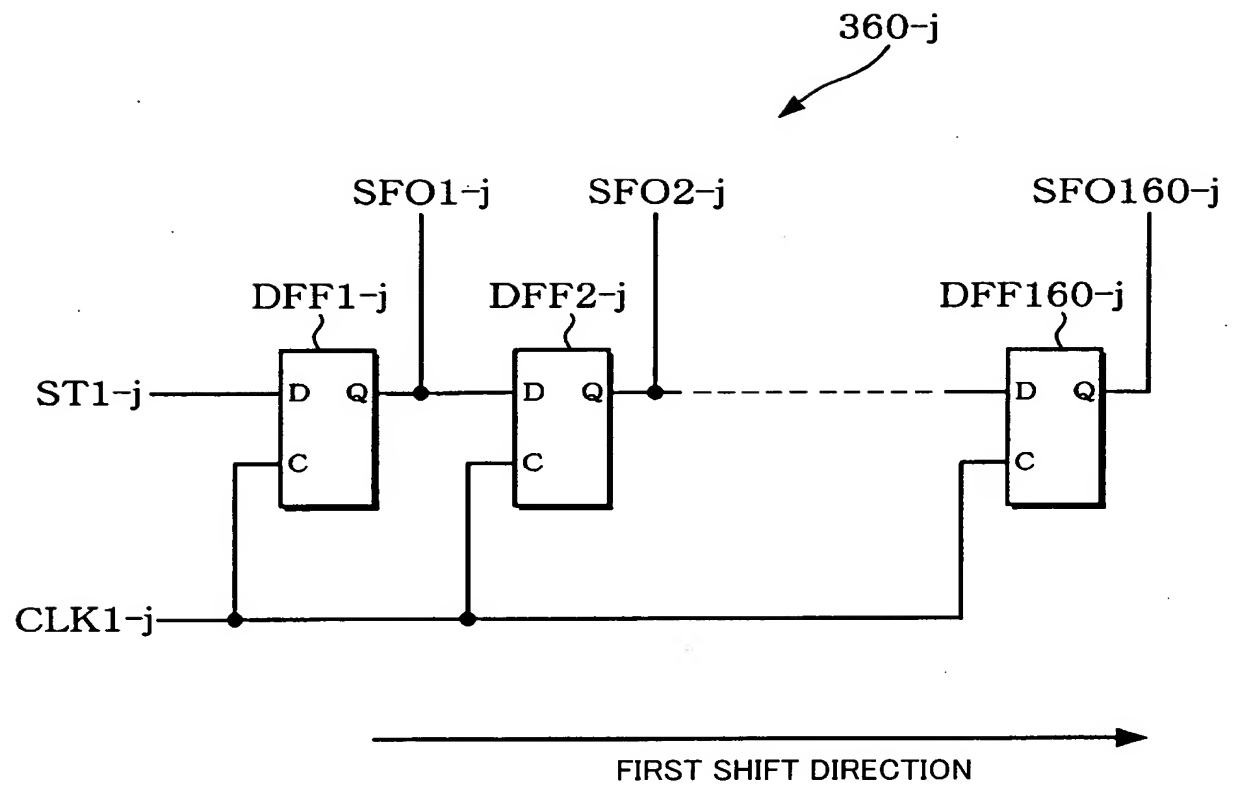 360-j
SFO1-j SFO2-j SFO160-j
DFF1-j DFF2-j DFF160-j
ST1-j D Q D Q D Q
C C C
CLK1-j
FIRST SHIFT DIRECTION